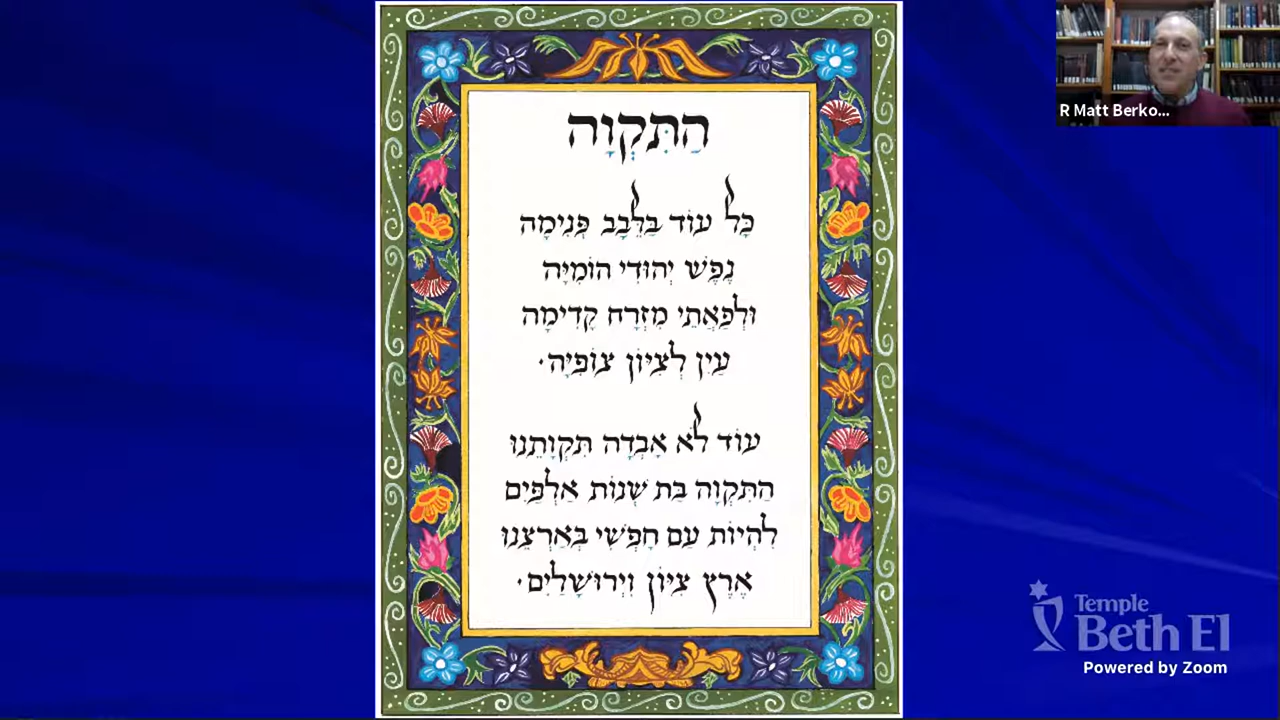 הַתִּקְוָה
כָּל עוֹד בַּלֵּבָב פְּנִימָה
נֶפֶשׁ יְהוּדִי הוֹמִיָּה
וּלְפַאֲתֵי מִזְרָח קָדִימָה
עַיִן לְצִיּוֹן צוֹפִיָּה·
עוֹד לֹא אָבְדָה תִּקְוָתֵנוּ
הַתִּקְוָה בַּת שְׁנוֹת אַלְפַּיִם
לִהְיוֹת עַם חָפְשִׁי בְּאַרְצֵנוּ
אֶרֶץ צִיּוֹן וִירוּשָׁלַיִם·
R Matt Berko...
Temple
Beth El
Powered by Zoom